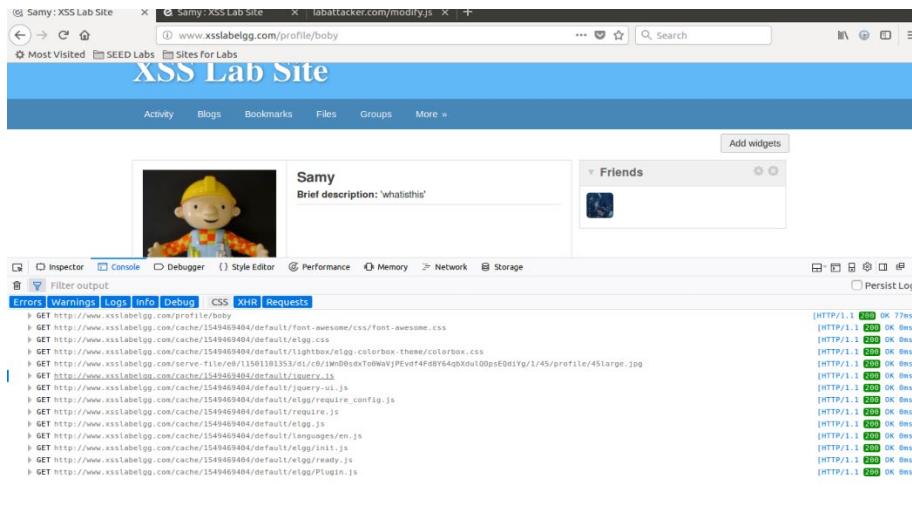 Samy : XSS Lab Site × Samy : XSS Lab Site × labattacker.com/modify.js × +
www.xsslabelgg.com/profile/boby ••• Search
Most Visited SEED Labs Sites for Labs
XSS Lab Site
Activity Blogs Bookmarks Files Groups More »
Add widgets
Samy
Brief description: 'whatisthis'
Friends
Inspector Console Debugger {} Style Editor Performance Memory Network Storage
Filter output Persist Log
Errors Warnings Logs Info Debug CSS XHR Requests
GET http://www.xsslabelgg.com/profile/boby [HTTP/1.1 200 OK 77ms
GET http://www.xsslabelgg.com/cache/1549469404/default/font-awesome/css/font-awesome.css [HTTP/1.1 200 OK 0ms
GET http://www.xsslabelgg.com/cache/1549469404/default/elgg.css [HTTP/1.1 200 OK 0ms
GET http://www.xsslabelgg.com/cache/1549469404/default/lightbox/elgg-colorbox-theme/colorbox.css [HTTP/1.1 200 OK 0ms
GET [HTTP/1.1 200 OK 0ms
GET http://www.xsslabelgg.com/cache/1549469404/default/jquery.js [HTTP/1.1 200 OK 0ms
GET http://www.xsslabelgg.com/cache/1549469404/default/jquery-ui.js [HTTP/1.1 200 OK 0ms
GET http://www.xsslabelgg.com/cache/1549469404/default/elgg/require_config.js [HTTP/1.1 200 OK 0ms
GET http://www.xsslabelgg.com/cache/1549469404/default/require.js [HTTP/1.1 200 OK 0ms
GET http://www.xsslabelgg.com/cache/1549469404/default/elgg.js [HTTP/1.1 200 OK 0ms
GET http://www.xsslabelgg.com/cache/1549469404/default/languages/en.js [HTTP/1.1 200 OK 0ms
GET http://www.xsslabelgg.com/cache/1549469404/default/elgg/init.js [HTTP/1.1 200 OK 0ms
GET http://www.xsslabelgg.com/cache/1549469404/default/elgg/ready.js [HTTP/1.1 200 OK 0ms
GET http://www.xsslabelgg.com/cache/1549469404/default/elgg/Plugin.js [HTTP/1.1 200 OK 0ms